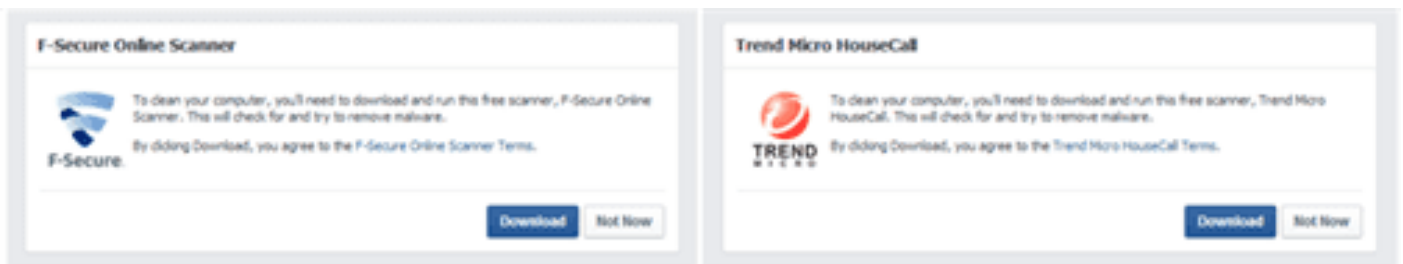 F-Secure Online Scanner
F-Secure.
To clean your computer, you'll need to download and run this free scanner, F-Secure Online
Scanner. This will check for and try to remove malware.
By clicking Download, you agree to the F-Secure Online Scanner Terms.
Download
Not Now
Trend Micro HouseCall
TREND
MICRO
To clean your computer, you'll need to download and run this free scanner, Trend Micro
HouseCall. This will check for and try to remove malware.
By clicking Download, you agree to the Trend Micro HouseCall Terms.
Download
Not Now